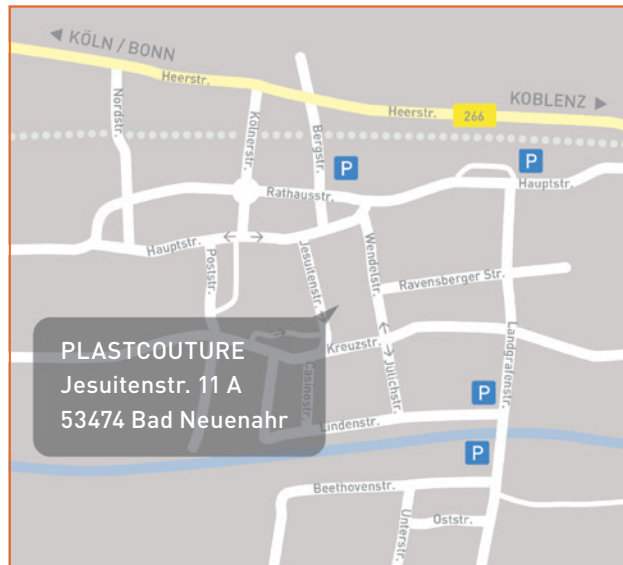 ◄ KÖLN / BONN
Heerstr.
KOBLENZ ►
Heerstr.
266
Nordstr.
Kölnerstr.
Bergstr.
P
P
Rathausstr.
Hauptstr.
Hauptstr.
Poststr.
Jesuitenstr.
Wendelstr.
Ravensberger Str.
PLASTCOUTURE
Jesuitenstr. 11 A
53474 Bad Neuenahr
Kreuzstr.
Landgrafenstr.
Casinostr.
Jülichstr.
P
Lindenstr.
P
Beethovenstr.
Unterstr.
Oststr.